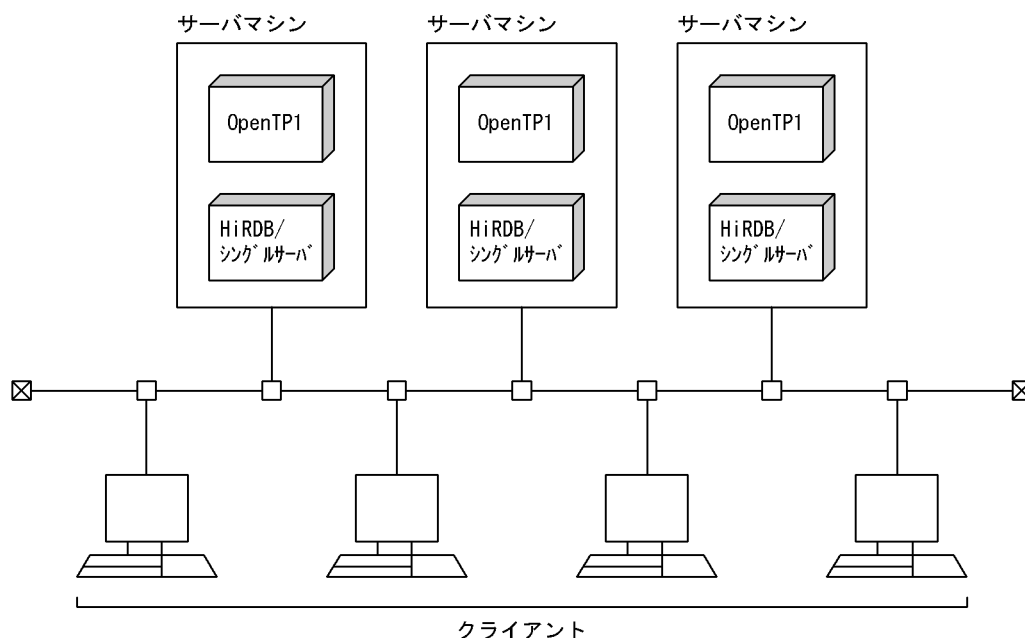 サーバマシン
サーバマシン
サーバマシン
OpenTP1
OpenTP1
OpenTP1
HiRDB/
ｼﾝｸﾞﾙｻｰﾊﾞ
HiRDB/
ｼﾝｸﾞﾙｻｰﾊﾞ
HiRDB/
ｼﾝｸﾞﾙｻｰﾊﾞ
クライアント